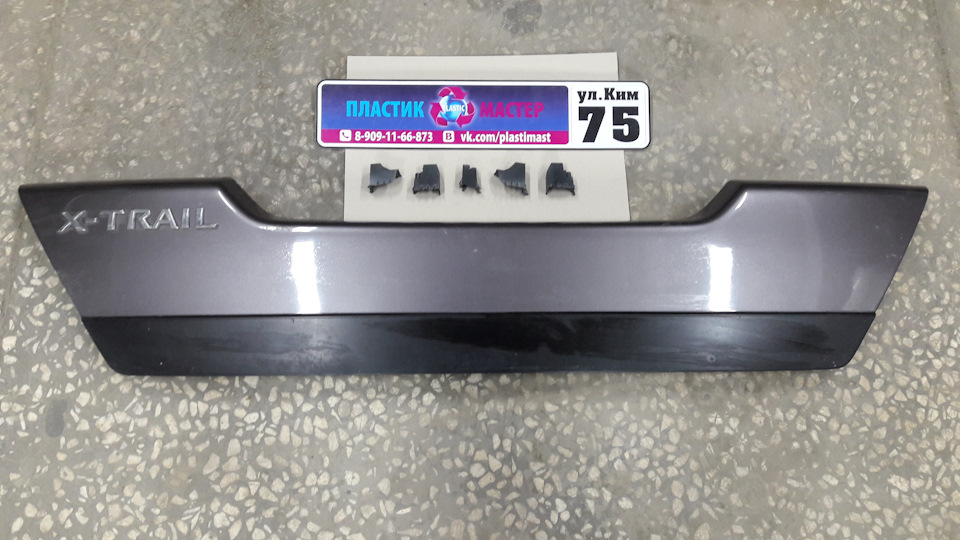 ПЛАСТИК PLASTIC МАСТЕР
8-909-11-66-873 B vk.com/plastimast
ул.Ким
75
X-TRAIL